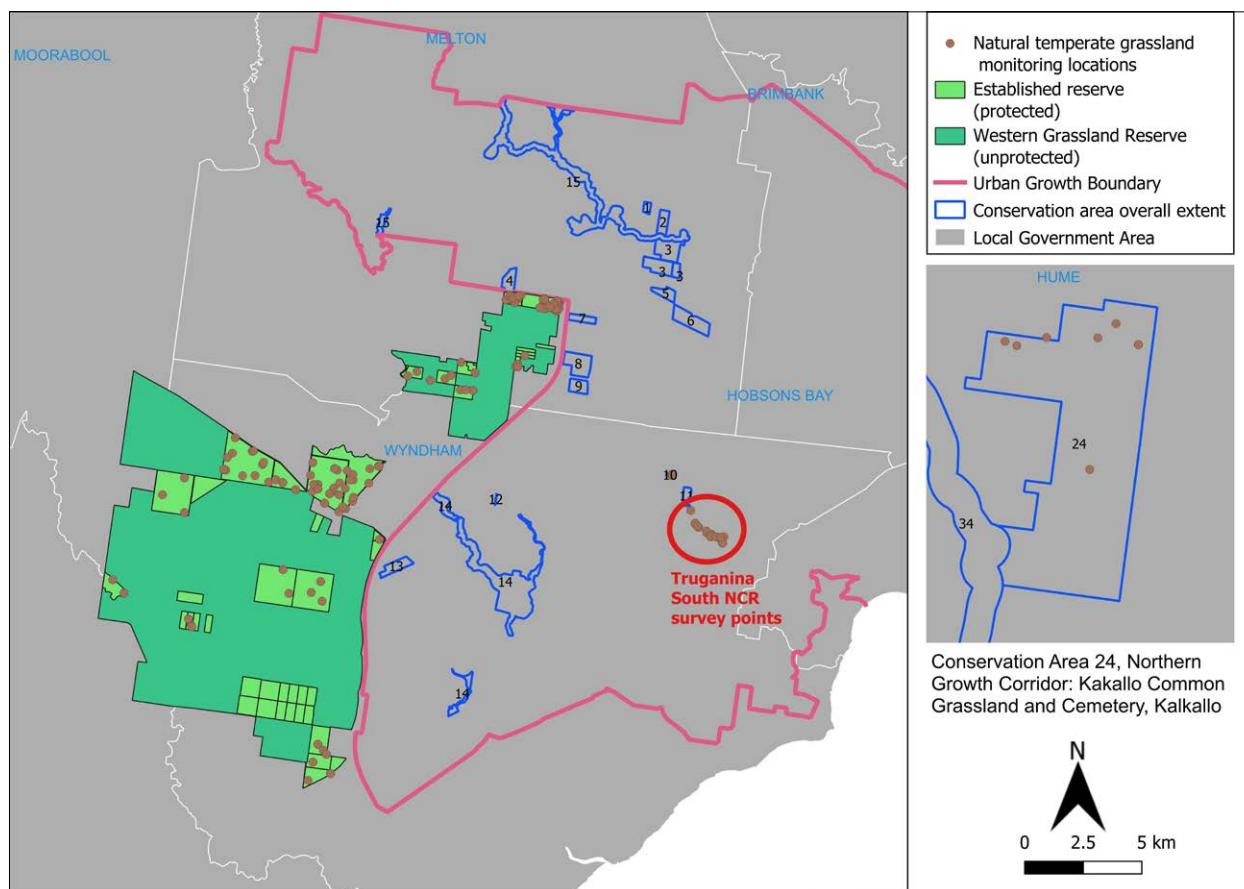 MOORABOOL
MELTON
BRIMBANK
15
1
2
15
3
3
3
4
5
6
7
8
9
HOBSONS BAY
WYNDHAM
10
11
12
14
13
14
Truganina
South NCR
survey points
14
Natural temperate grassland
monitoring locations
Established reserve
(protected)
Western Grassland Reserve
(unprotected)
Urban Growth Boundary
Conservation area overall extent
Local Government Area
HUME
24
34
Conservation Area 24, Northern
Growth Corridor: Kakallo Common
Grassland and Cemetery, Kalkallo
N
0 2.5 5 km